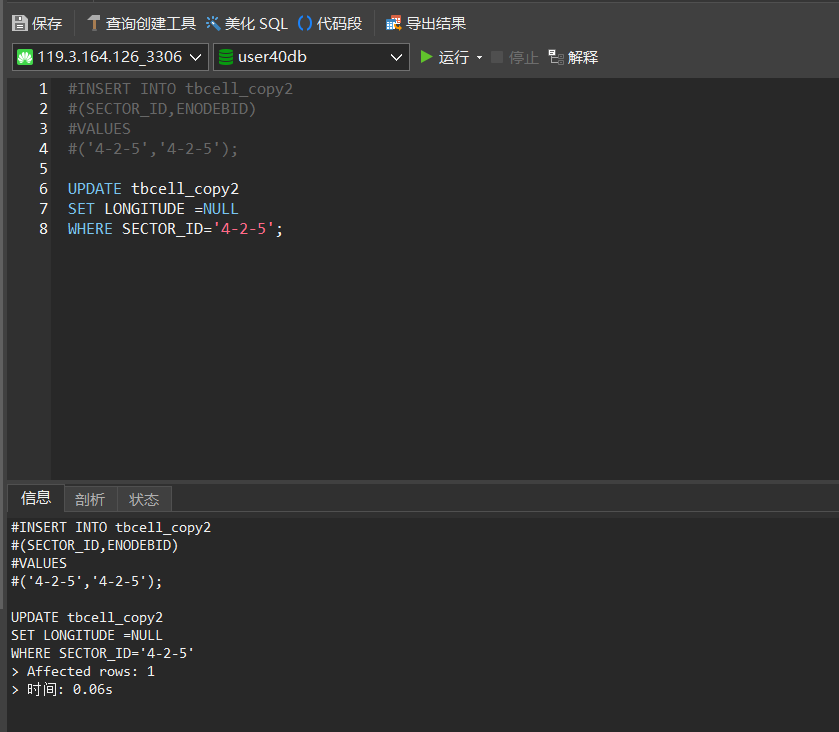 保存 查询创建工具 美化 SQL () 代码段 导出结果
119.3.164.126_3306 user40db 运行 停止 解释
1 #INSERT INTO tbcell_copy2
2 #(SECTOR_ID,ENODEBID)
3 #VALUES
4 #('4-2-5','4-2-5');
5
6 UPDATE tbcell_copy2
7 SET LONGITUDE =NULL
8 WHERE SECTOR_ID='4-2-5';
信息 剖析 状态
#INSERT INTO tbcell_copy2
#(SECTOR_ID,ENODEBID)
#VALUES
#('4-2-5','4-2-5');
UPDATE tbcell_copy2
SET LONGITUDE =NULL
WHERE SECTOR_ID='4-2-5'
> Affected rows: 1
> 时间: 0.06s